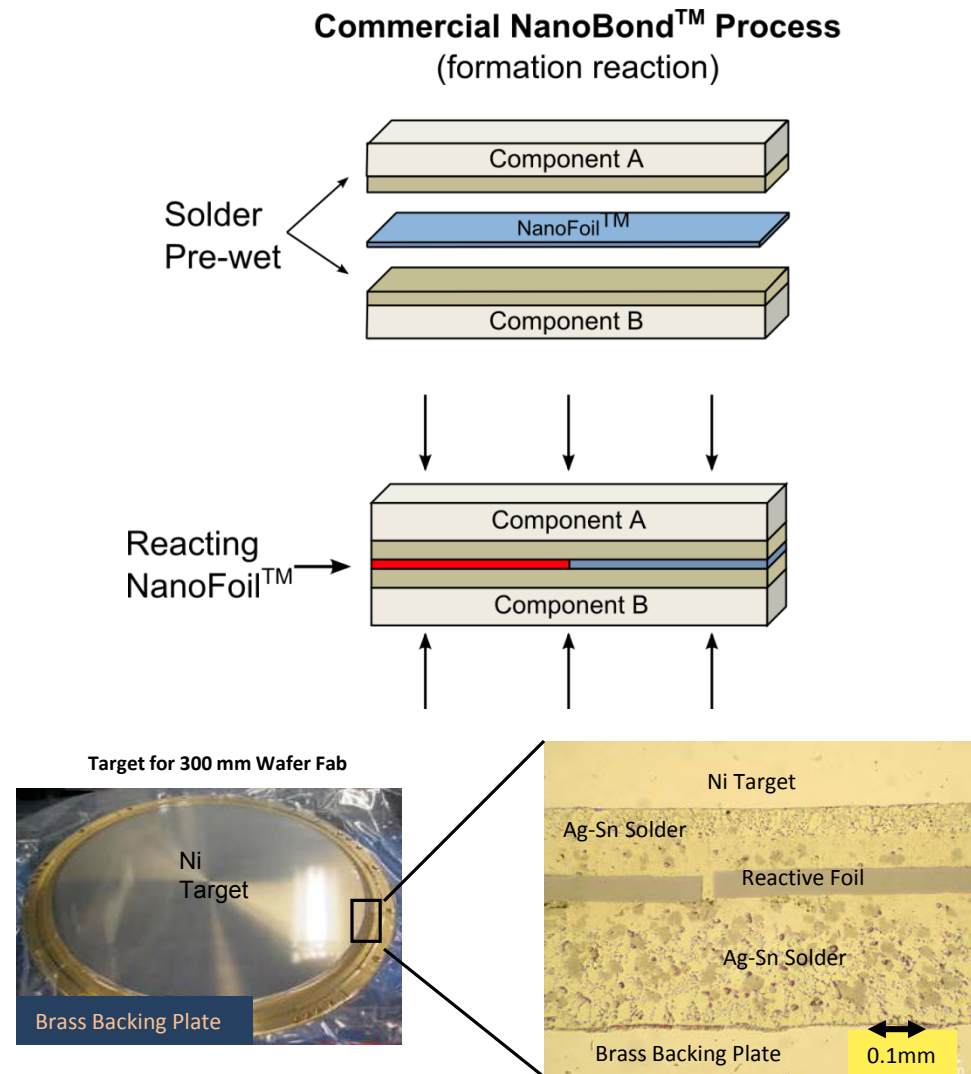 Commercial NanoBond™ Process
(formation reaction)
Component A
Solder
Pre-wet
NanoFoil™
Component B
Component A
Reacting
NanoFoil™
Component B
Target for 300 mm Wafer Fab
Ni
Target
Brass Backing Plate
Ni Target
Ag-Sn Solder
Reactive Foil
Ag-Sn Solder
Brass Backing Plate
0.1mm